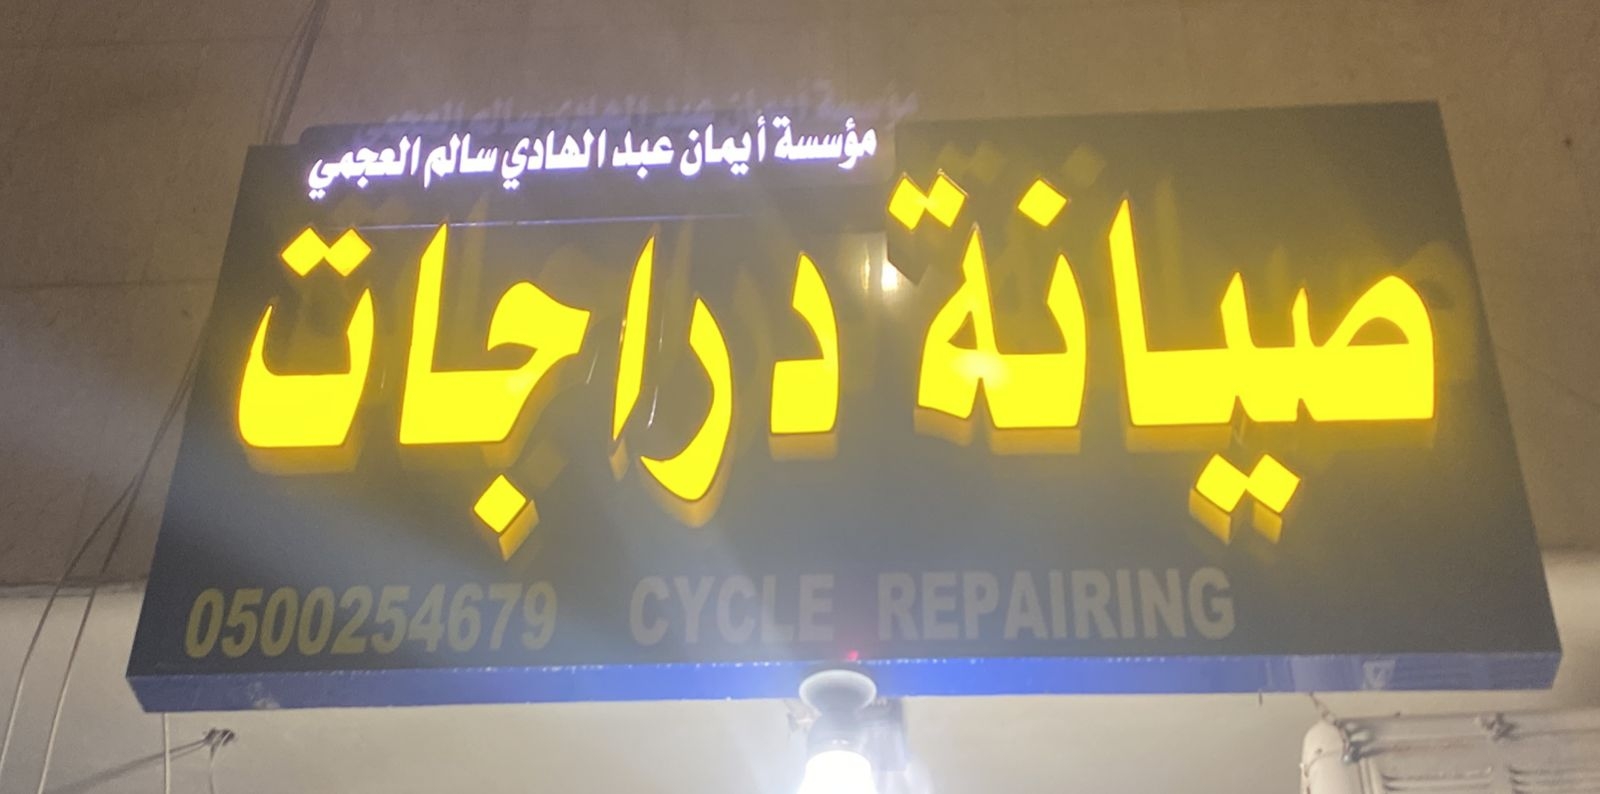 مؤسسة أيمان عبد الهادي سالم العجمي
صيانة دراجات
0500254679 CYCLE REPAIRING